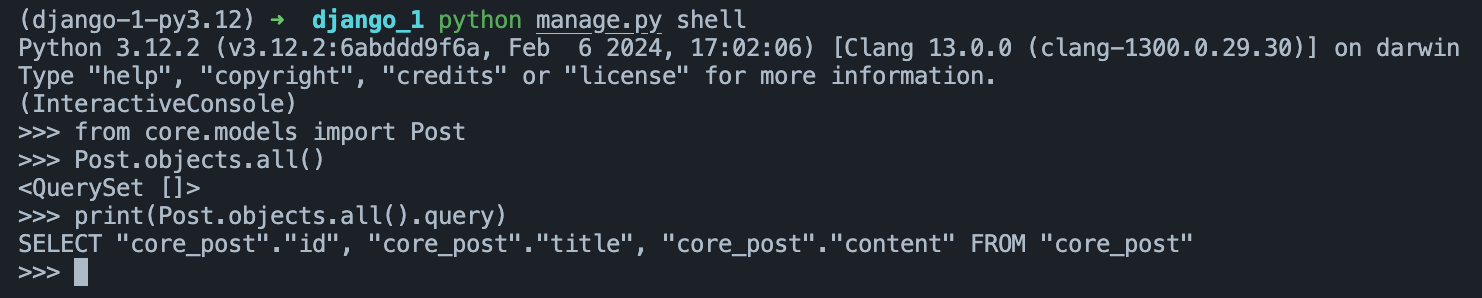 (django-1-py3.12) → django_1 python manage.py shell
Python 3.12.2 (v3.12.2:6abddd9f6a, Feb  6 2024, 17:02:06) [Clang 13.0.0 (clang-1300.0.29.30)] on darwin
Type "help", "copyright", "credits" or "license" for more information.
(InteractiveConsole)
>>> from core.models import Post
>>> Post.objects.all()
<QuerySet []>
>>> print(Post.objects.all().query)
SELECT "core_post"."id", "core_post"."title", "core_post"."content" FROM "core_post"
>>>